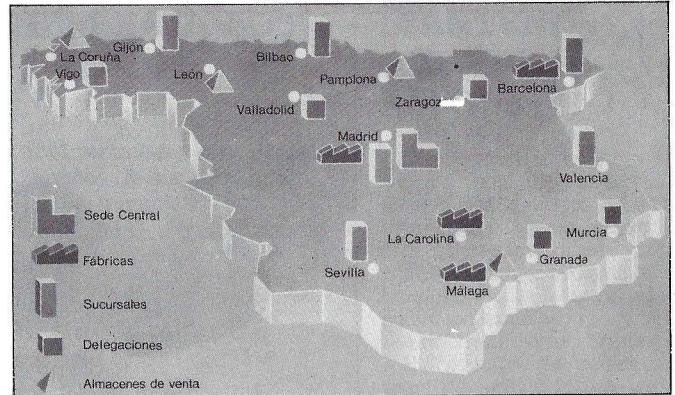 La Coruña
Gijón
Bilbao
Vigo
León
Pamplona
Barcelona
Valladolid
Zaragoz
Madrid
Valencia
Sede Central
La Carolina
Murcia
Fábricas
Granada
Sevilla
Málaga
Sucursales
Delegaciones
Almacenes de venta